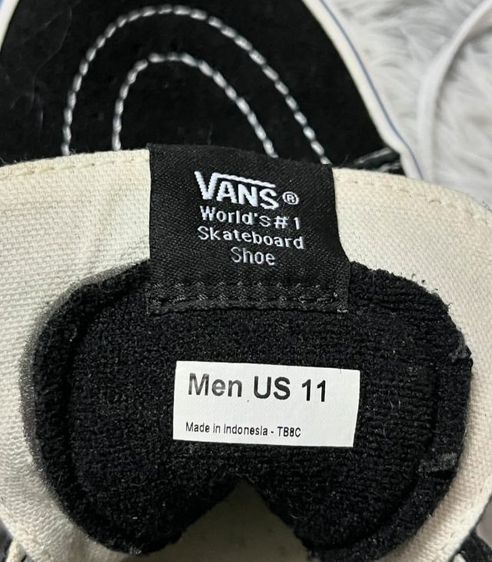 VANS®
World's #1
Skateboard
Shoe
Men US 11
Made in Indonesia - TB8C